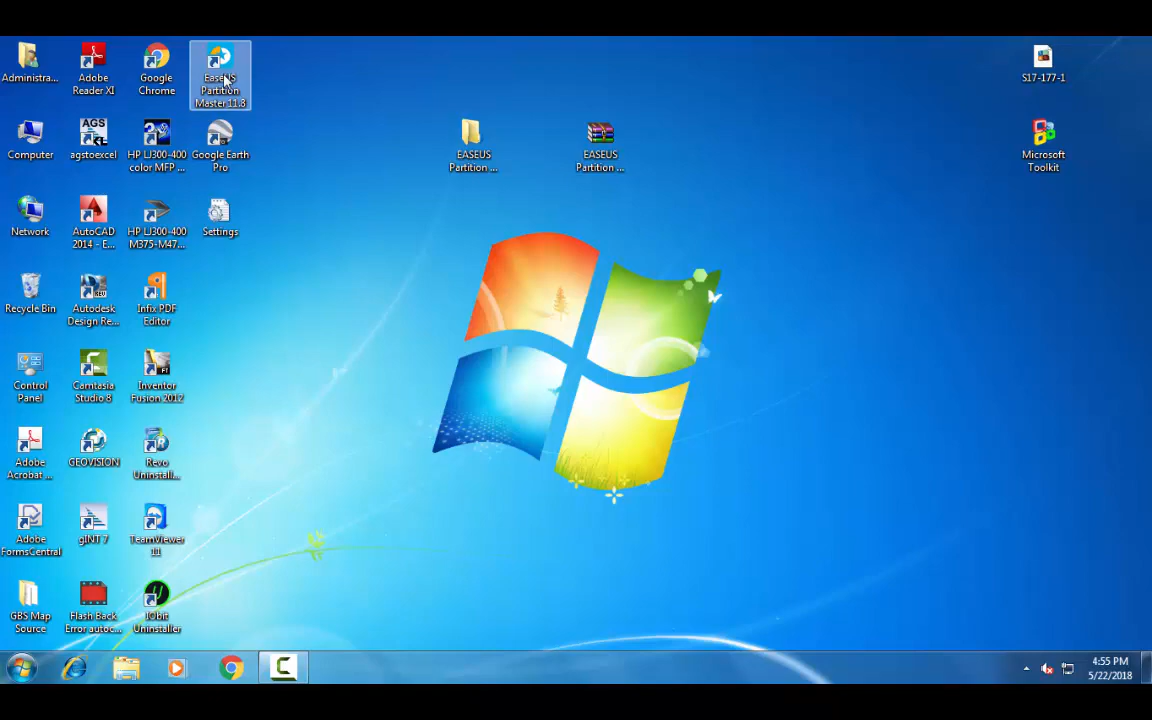 Administra...
Adobe
Reader XI
Google
Chrome
EaseUS
Partition
Master 11.8
S17-177-1
Computer
AGS
agstoexcel
HP LJ300-400
color MFP ...
Google Earth
Pro
EASEUS
Partition ...
EASEUS
Partition ...
Microsoft
Toolkit
Network
AutoCAD
2014 - E...
HP LJ300-400
M375-M47...
Settings
Recycle Bin
Autodesk
Design Re...
Infix PDF
Editor
Control
Panel
Camtasia
Studio 8
Inventor
Fusion 2012
Adobe
Acrobat ...
GEOVISION
Revo
Uninstall...
Adobe
FormsCentral
gINT 7
TeamViewer
11
GBS Map
Source
Flash Back
Error autoc...
IObit
Uninstaller
4:55 PM
5/22/2018